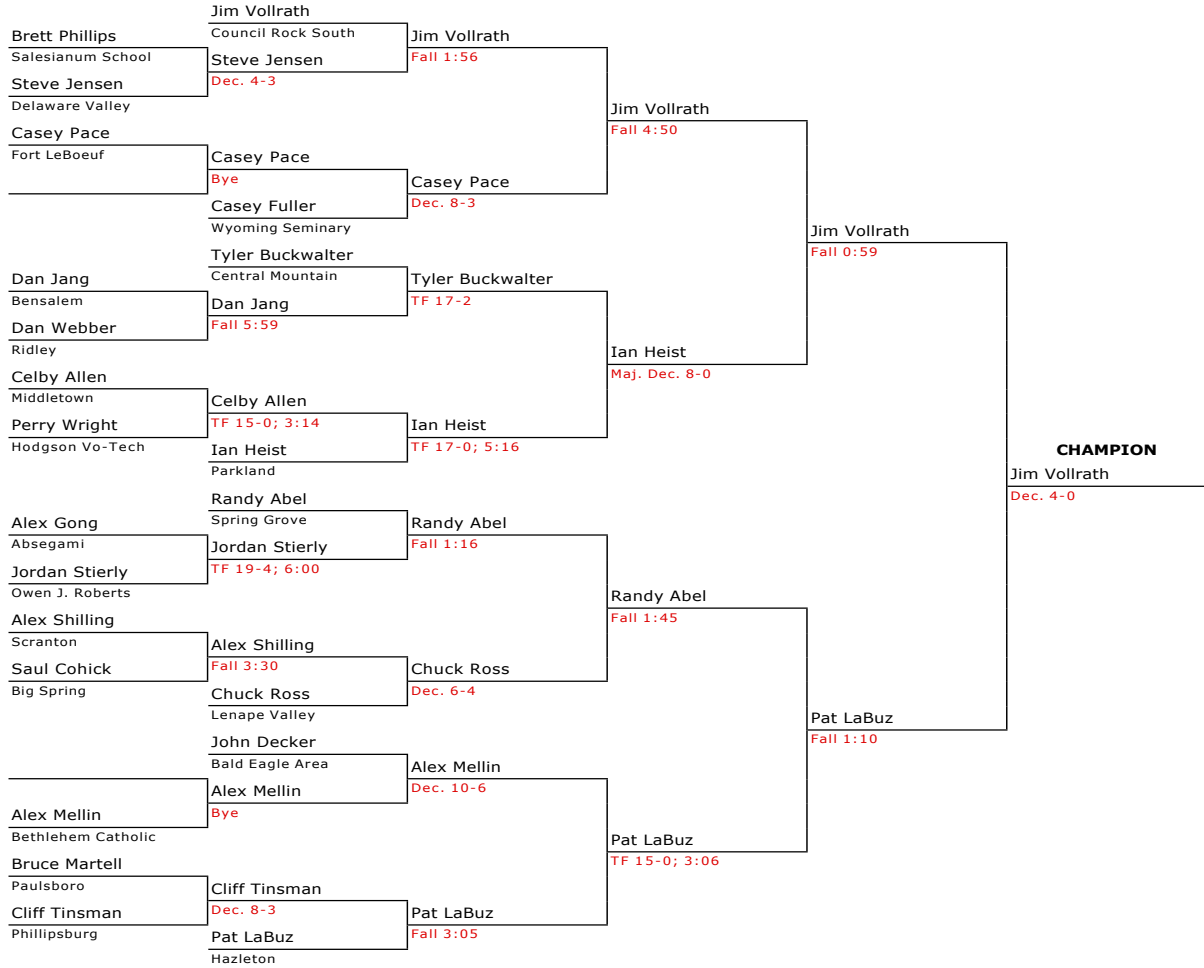 Jim Vollrath
Council Rock South
Brett Phillips
Salesianum School
Steve Jensen
Dec. 4-3
Steve Jensen
Delaware Valley
Jim Vollrath
Fall 1:56
Casey Pace
Fort LeBoeuf
Casey Pace
Bye
Casey Fuller
Wyoming Seminary
Casey Pace
Dec. 8-3
Jim Vollrath
Fall 4:50
Tyler Buckwalter
Central Mountain
Dan Jang
Bensalem
Dan Jang
Fall 5:59
Dan Webber
Ridley
Tyler Buckwalter
TF 17-2
Celby Allen
Middletown
Celby Allen
TF 15-0; 3:14
Perry Wright
Hodgson Vo-Tech
Ian Heist
Parkland
Ian Heist
TF 17-0; 5:16
Ian Heist
Maj. Dec. 8-0
Jim Vollrath
Fall 0:59
Randy Abel
Spring Grove
Alex Gong
Absegami
Jordan Stierly
TF 19-4; 6:00
Jordan Stierly
Owen J. Roberts
Randy Abel
Fall 1:16
Alex Shilling
Scranton
Alex Shilling
Fall 3:30
Saul Cohick
Big Spring
Chuck Ross
Lenape Valley
Chuck Ross
Dec. 6-4
Randy Abel
Fall 1:45
John Decker
Bald Eagle Area
Alex Mellin
Bye
Alex Mellin
Bethlehem Catholic
Alex Mellin
Dec. 10-6
Bruce Martell
Paulsboro
Cliff Tinsman
Dec. 8-3
Cliff Tinsman
Phillipsburg
Pat LaBuz
Hazleton
Pat LaBuz
Fall 3:05
Pat LaBuz
TF 15-0; 3:06
Pat LaBuz
Fall 1:10
CHAMPION
Jim Vollrath
Dec. 4-0